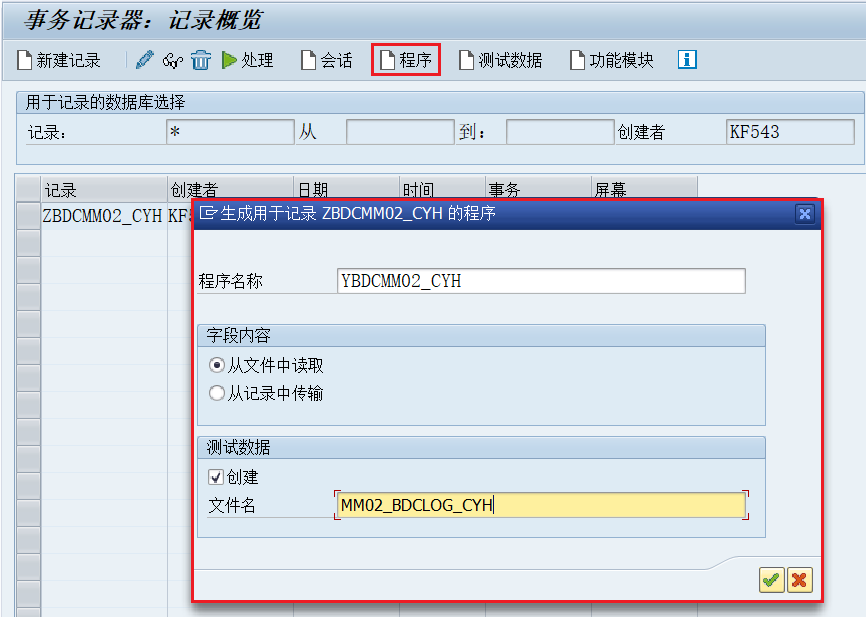 事务记录器：记录概览
新建记录 处理 会话 程序 测试数据 功能模块
用于记录的数据库选择
记录： * 从 到： 创建者 KF543
记录 创建者 日期 时间 事务 屏幕
ZBDCMM02_CYH KF5
生成用于记录 ZBDCMM02_CYH 的程序
程序名称 YBDCMM02_CYH
字段内容
从文件中读取
从记录中传输
测试数据
创建
文件名 MM02_BDCLOG_CYH